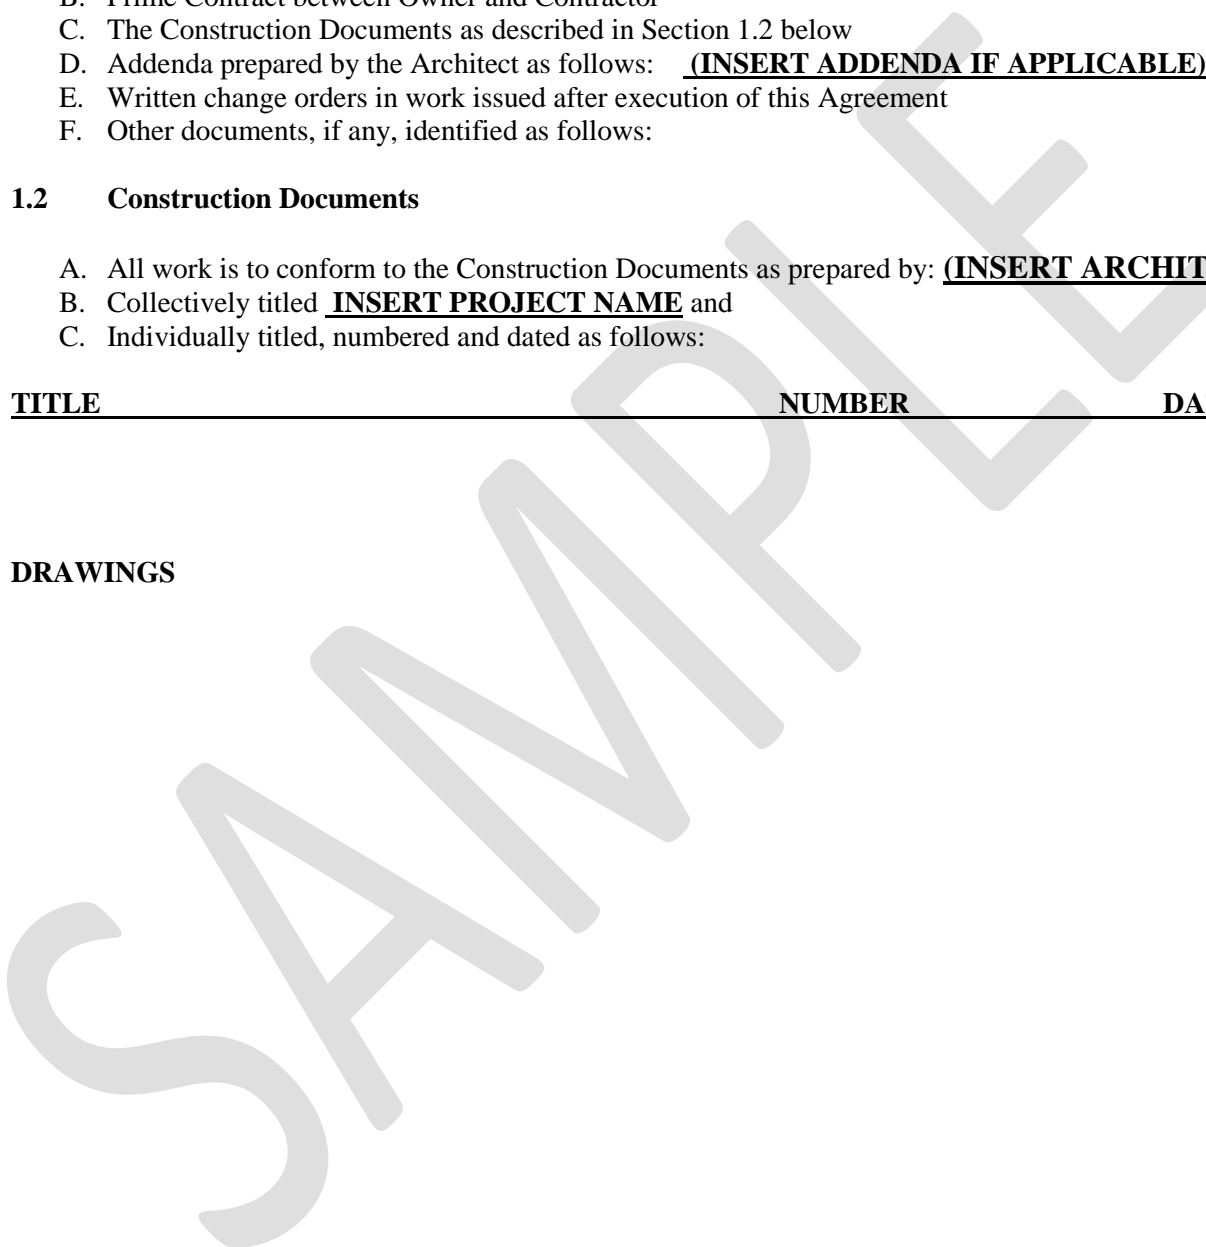 B. Prime Contract between Owner and Contractor
C. The Construction Documents as described in Section 1.2 below
D. Addenda prepared by the Architect as follows: (INSERT ADDENDA IF APPLICABLE)
E. Written change orders in work issued after execution of this Agreement
F. Other documents, if any, identified as follows:
1.2 Construction Documents
A. All work is to conform to the Construction Documents as prepared by: (INSERT ARCHIT
B. Collectively titled INSERT PROJECT NAME and
C. Individually titled, numbered and dated as follows:
TITLE NUMBER DA
DRAWINGS
SAMPLE